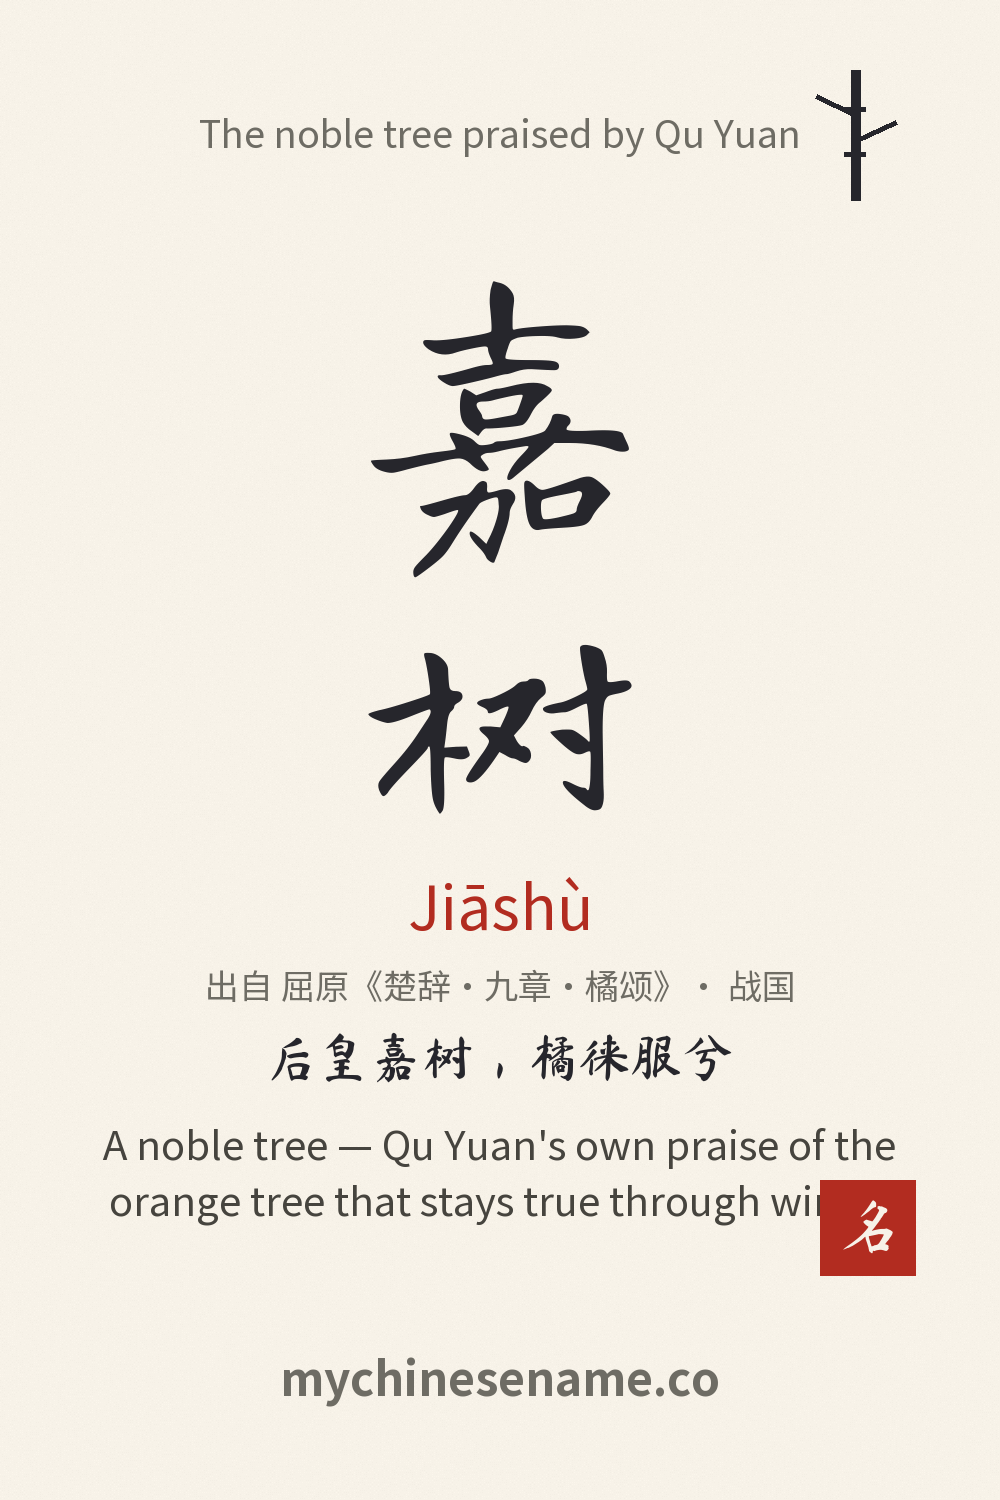 The noble tree praised by Qu Yuan
嘉
树
Jiāshù
出自 屈原《楚辞·九章·橘颂》 · 战国
后皇嘉树，橘徕服兮
A noble tree — Qu Yuan's own praise of the
orange tree that stays true through
名
mychinesename.co